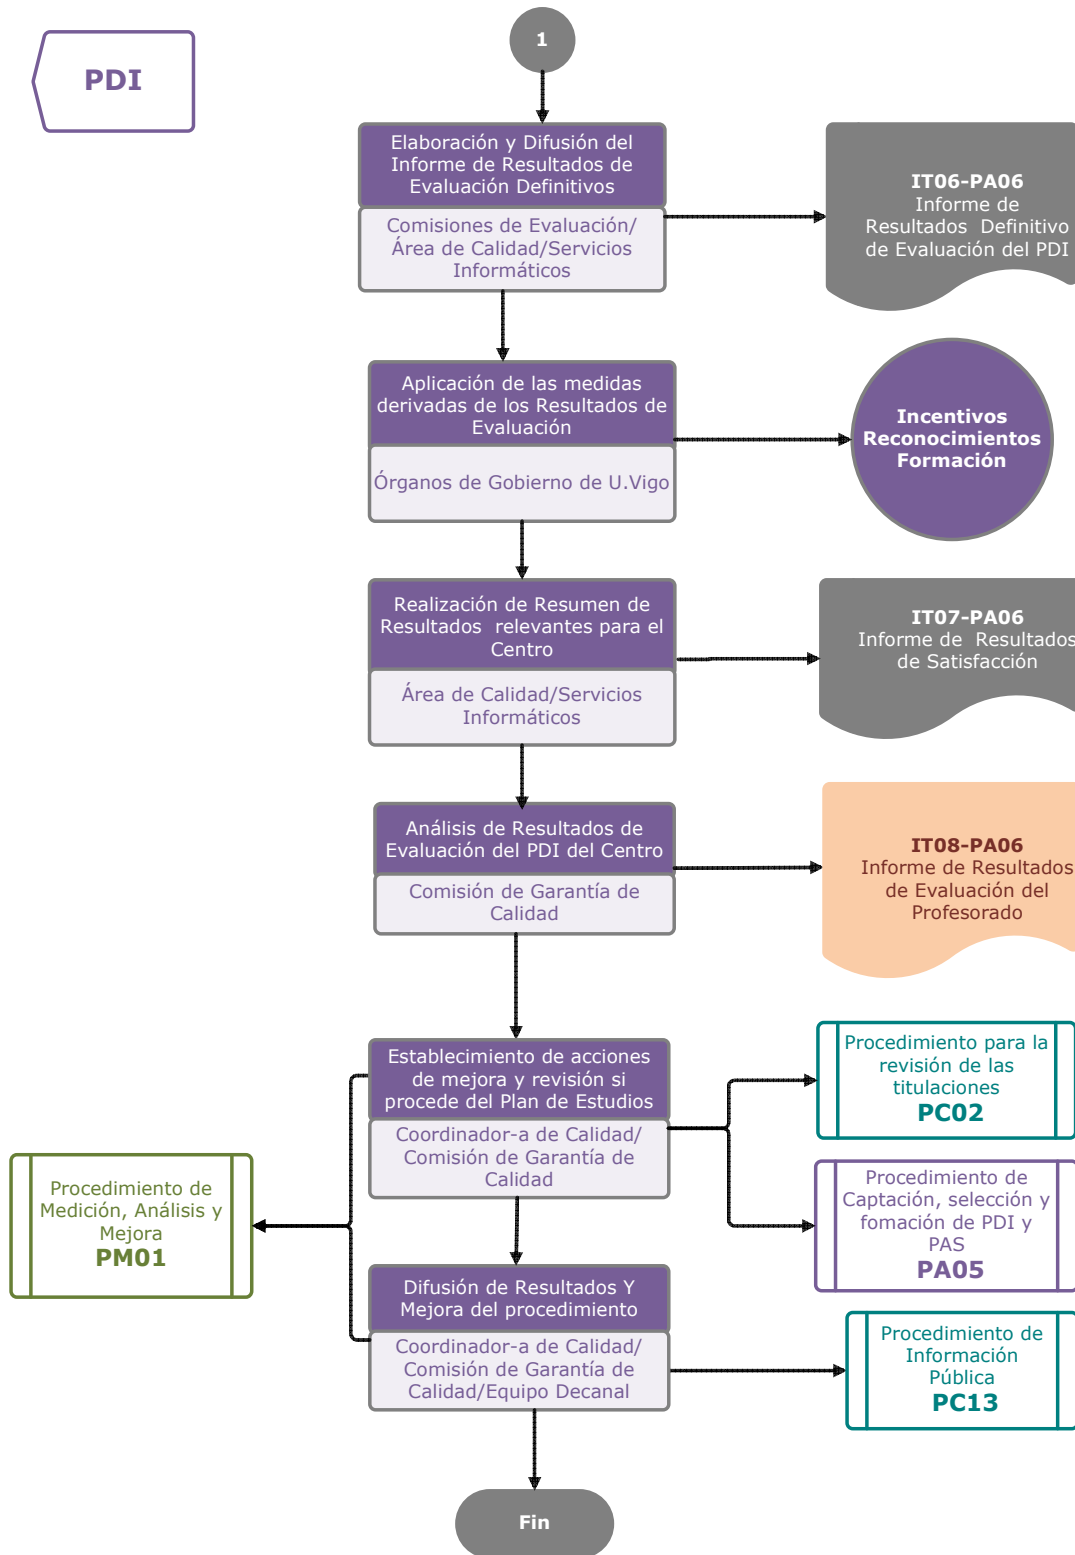 PDI
1
Elaboración y Difusión del
Informe de Resultados de
Evaluación Definitivos
Comisiones de Evaluación/
Área de Calidad/Servicios
Informáticos
IT06-PA06
Informe de
Resultados Definitivo
de Evaluación del PDI
Aplicación de las medidas
derivadas de los Resultados de
Evaluación
Órganos de Gobierno de U.Vigo
Incentivos
Reconocimientos
Formación
Realización de Resumen de
Resultados relevantes para el
Centro
Área de Calidad/Servicios
Informáticos
IT07-PA06
Informe de Resultados
de Satisfacción
Análisis de Resultados de
Evaluación del PDI del Centro
Comisión de Garantía de
Calidad
IT08-PA06
Informe de Resultados
de Evaluación del
Profesorado
Establecimiento de acciones
de mejora y revisión si
procede del Plan de Estudios
Coordinador-a de Calidad/
Comisión de Garantía de
Calidad
Procedimiento para la
revisión de las
titulaciones
PC02
Procedimiento de
Captación, selección y
fomación de PDI y
PAS
PA05
Procedimiento de
Medición, Análisis y
Mejora
PM01
Difusión de Resultados Y
Mejora del procedimiento
Coordinador-a de Calidad/
Comisión de Garantía de
Calidad/Equipo Decanal
Procedimiento de
Información
Pública
PC13
Fin